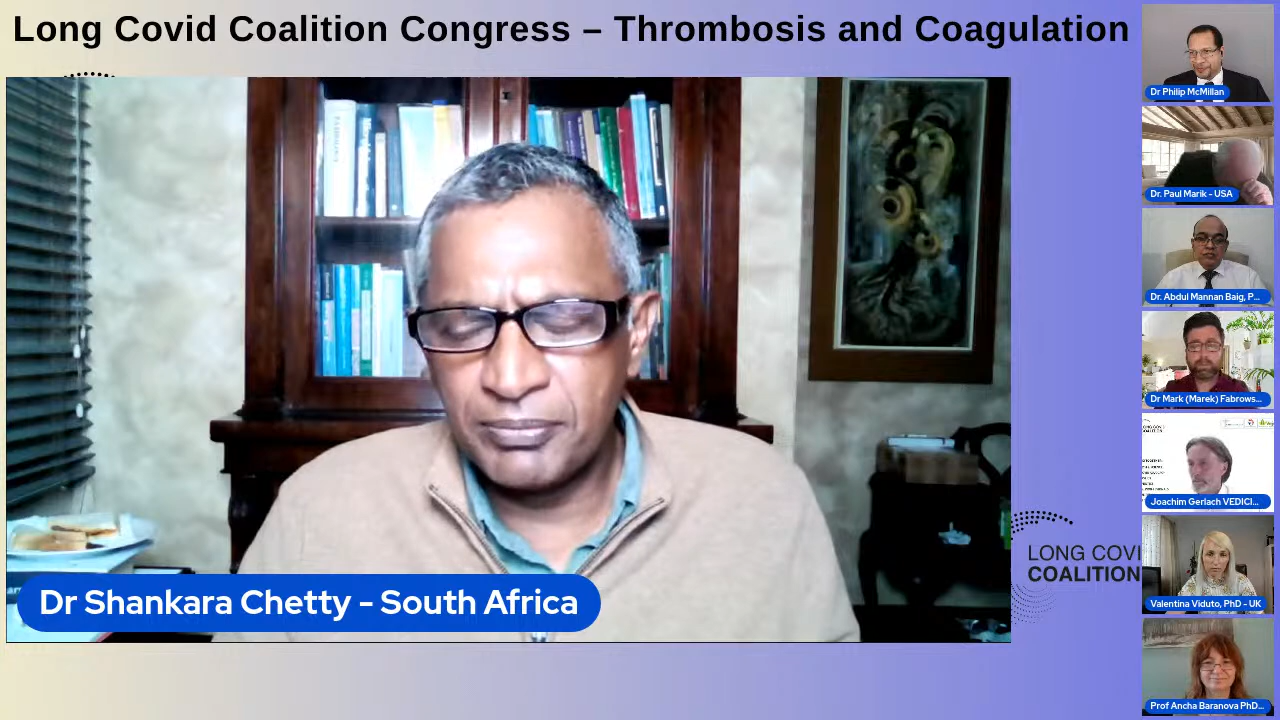 Long Covid Coalition Congress – Thrombosis and Coagulation
Dr Shankara Chetty - South Africa
LONG COVI
COALITION
Dr Philip McMillan
Dr. Paul Marik - USA
Dr. Abdul Mannan Baig, P...
Dr Mark (Marek) Fabrows...
Joachim Gerlach VEDICI...
Valentina Viduto, PhD - UK
Prof Ancha Baranova PhD...